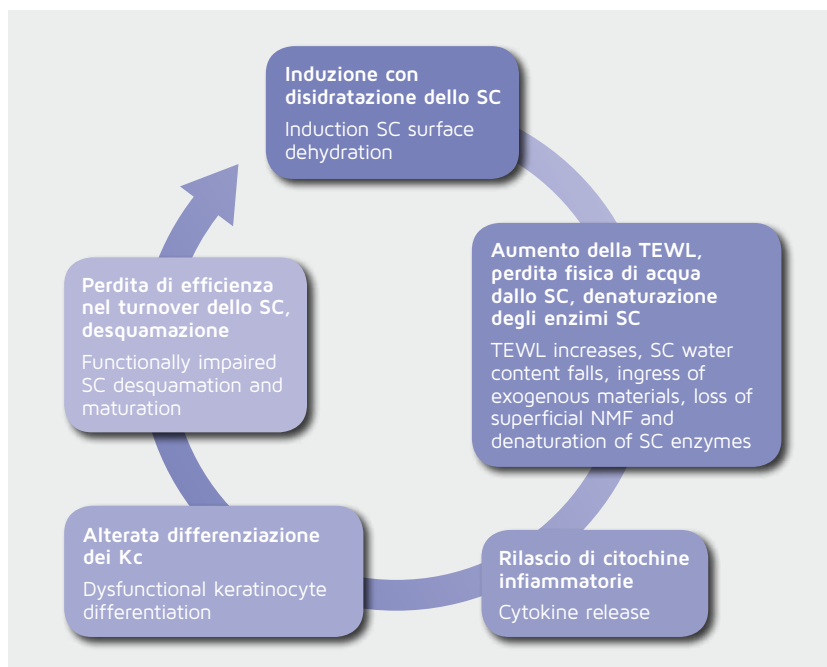 Induzione con
disidratazione dello SC
Induction SC surface
dehydration
Aumento della TEWL,
perdita fisica di acqua
dallo SC, denaturazione
degli enzimi SC
TEWL increases, SC water
content falls, ingress of
exogenous materials, loss of
superficial NMF and
denaturation of SC enzymes
Rilascio di citochine
infiammatorie
Cytokine release
Alterata differenziazione
dei Kc
Dysfunctional keratinocyte
differentiation
Perdita di efficienza
nel turnover dello SC,
desquamazione
Functionally impaired
SC desquamation and
maturation